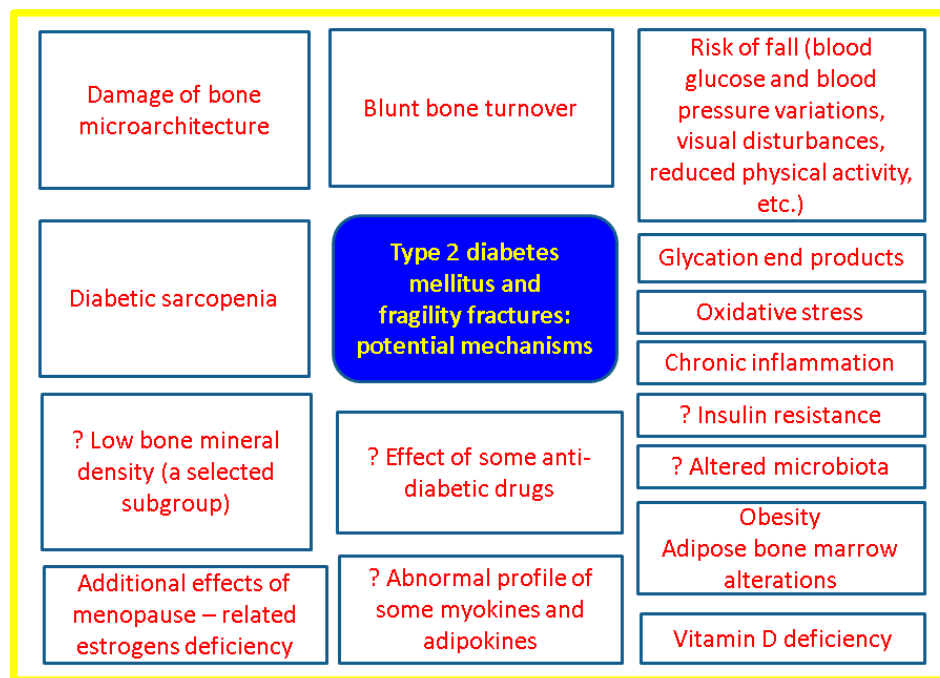 Damage of bone
microarchitecture
Blunt bone turnover
Risk of fall (blood
glucose and blood
pressure variations,
visual disturbances,
reduced physical activity,
etc.)
Diabetic sarcopenia
Type 2 diabetes
mellitus and
fragility fractures:
potential mechanisms
Glycation end products
Oxidative stress
Chronic inflammation
? Low bone mineral
density (a selected
subgroup)
? Effect of some anti-
diabetic drugs
? Insulin resistance
? Altered microbiota
Obesity
Adipose bone marrow
alterations
Additional effects of
menopause – related
estrogens deficiency
? Abnormal profile of
some myokines and
adipokines
Vitamin D deficiency